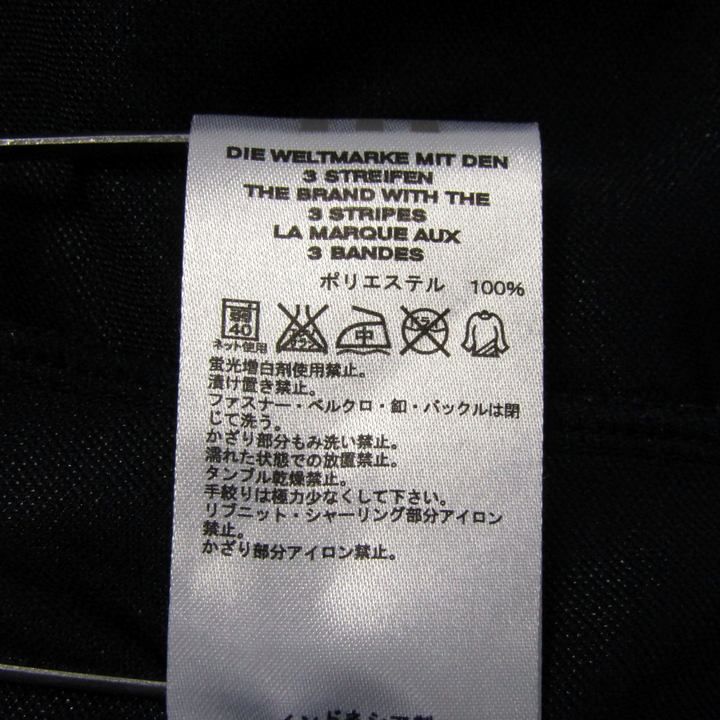 DIE WELTMARKE MIT DEN
3 STREIFEN
THE BRAND WITH THE
3 STRIPES
LA MARQUE AUX
3 BANDES
ポリエステル 100%
弱
40
中
ネット使用
蛍光増白剤使用禁止。
漬け置き禁止。
ファスナー・ベルクロ・釦・バックルは閉
じて洗う。
かざり部分もみ洗い禁止。
濡れた状態での放置禁止。
タンブル乾燥禁止。
手絞りは極力少なくして下さい。
リブニット・シャーリング部分アイロン
禁止。
かざり部分アイロン禁止。